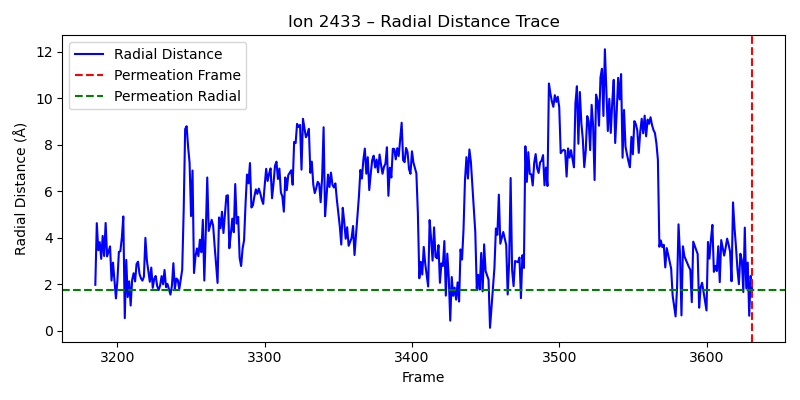 Ion 2433 – Radial Distance Trace
Radial Distance
Permeation Frame
Permeation Radial
Radial Distance (Å)
12
10
8
6
4
2
0
3200 3300 3400 3500 3600
Frame